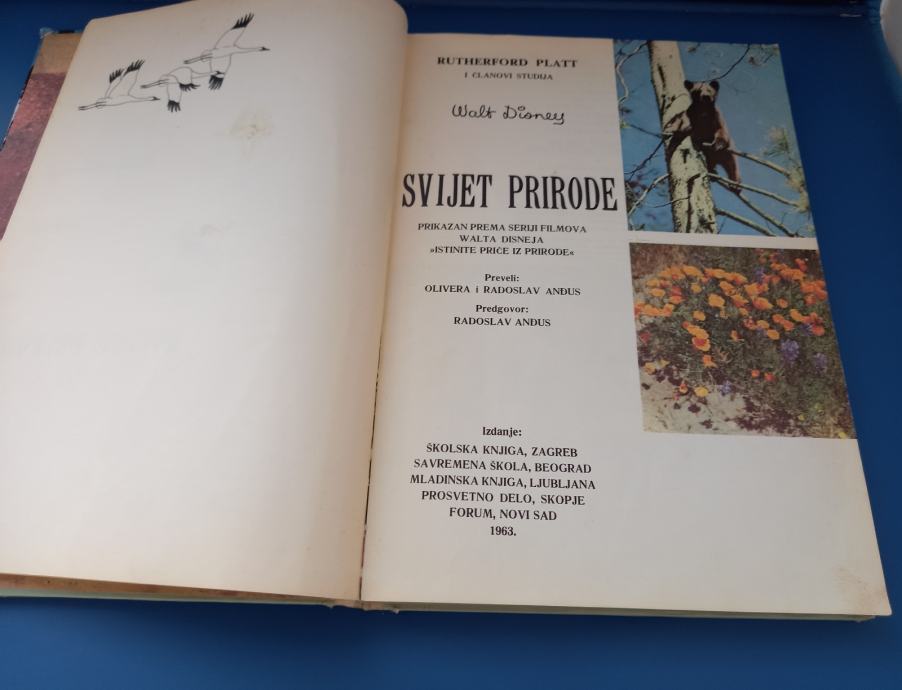 RUTHERFORD PLATT
I ČLANOVI STUDIJA
Walt Disney
SVIJET PRIRODE
PRIKAZAN PREMA SERIJI FILMOVA
WALTA DISNEJA
»ISTINITE PRIČE IZ PRIRODE«
Preveli:
OLIVERA i RADOSLAV ANĐUS
Predgovor:
RADOSLAV ANĐUS
Izdanje:
ŠKOLSKA KNJIGA, ZAGREB
SAVREMENA ŠKOLA, BEOGRAD
MLADINSKA KNJIGA, LJUBLJANA
PROSVETNO DELO, SKOPJE
FORUM, NOVI SAD
1963.